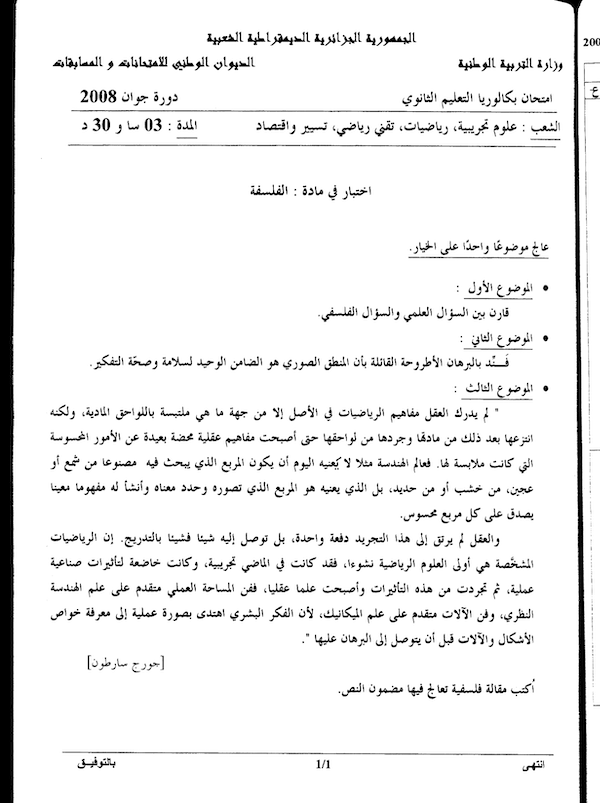 الجمهورية الجزائرية الديمقراطية الشعبية
وزارة التربية الوطنية الديوان الوطني للامتحانات و المسابقات
امتحان بكالوريا التعليم الثانوي دورة جوان 2008
الشعب : علوم تجريبية، رياضيات، تقني رياضي، تسيير واقتصاد المدة : 03 سا و 30 د
اختبار في مادة : الفلسفة
عالج موضوعًا واحدًا على الخيار.
• الموضوع الأول :
قارن بين السؤال العلمي والسؤال الفلسفي.
• الموضوع الثاني :
فَـنِّـد بالبرهان الأطروحة القائلة بأن المنطق الصوري هو الضامن الوحيد لسلامة وصحّة التفكير.
• الموضوع الثالث :
" لم يدرك العقل مفاهيم الرياضيات في الأصل إلا من جهة ما هي ملتبسة باللواحق المادية، ولكنه
انتزعها بعد ذلك من مادتها وجردها من لواحقها حتى أصبحت مفاهيم عقلية محضة بعيدة عن الأمور المحسوسة
التي كانت ملابسة لها. فعالم الهندسة مثلا لا يَعنيه اليوم أن يكون المربع الذي يبحث فيه مصنوعا من شمع أو
عجين، من خشب أو من حديد، بل الذي يعنيه هو المربع الذي تصوره وحدد معناه وأنشأ له مفهوما معينا
يصدق على كل مربع محسوس.
والعقل لم يرتق إلى هذا التجريد دفعة واحدة، بل توصل إليه شيئا فشيئا بالتدريج. إن الرياضيات
المشخَّصة هي أولى العلوم الرياضية نشوءا، فقد كانت في الماضي تجريبية، وكانت خاضعة لتأثيرات صناعية
عملية، ثم تجردت من هذه التأثيرات وأصبحت علما عقليا، ففن المساحة العملي متقدم على علم الهندسة
النظري، وفن الآلات متقدم على علم الميكانيك، لأن الفكر البشري اهتدى بصورة عملية إلى معرفة خواص
الأشكال والآلات قبل أن يتوصل إلى البرهان عليها ".
[جورج سارطون]
أكتب مقالة فلسفية تعالج فيها مضمون النص.
انتهى 1/1 بالتوفيـق
200
ع